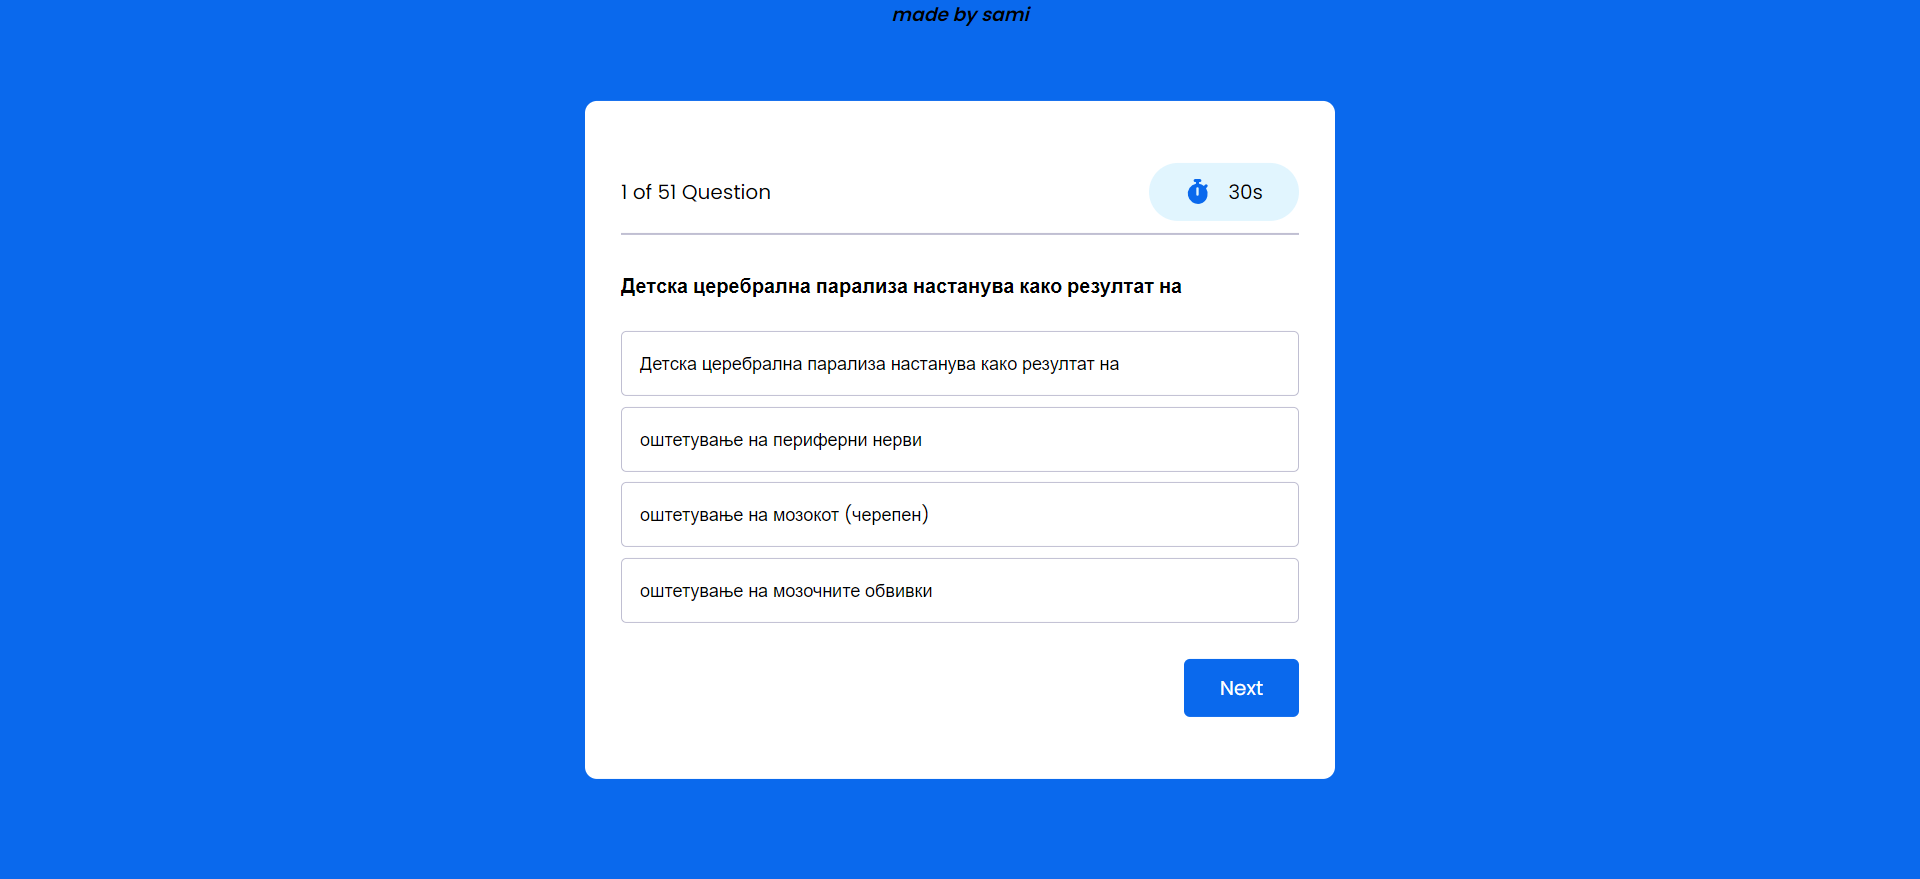 made by sami
1 of 51 Question
30s
Детска церебрална парализа настанува како резултат на
Детска церебрална парализа настанува како резултат на
оштетување на периферни нерви
оштетување на мозокот (черепен)
оштетување на мозочните обвивки
Next